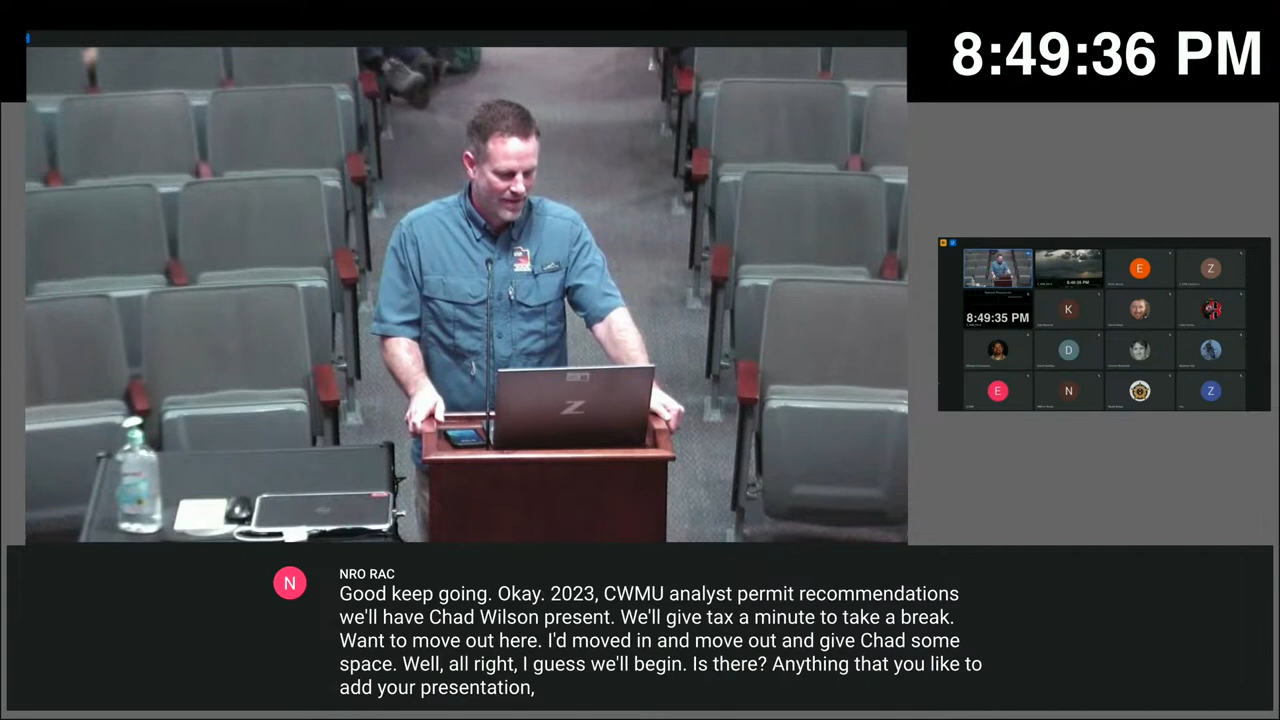 8:49:36 PM
E
Z
8:49:35 PM
K
D
E
N
Z
N
NRO RAC
Good keep going. Okay. 2023, CWMU analyst permit recommendations
we'll have Chad Wilson present. We'll give tax a minute to take a break.
Want to move out here. I'd moved in and move out and give Chad some
space. Well, all right, I guess we'll begin. Is there? Anything that you like to
add your presentation,